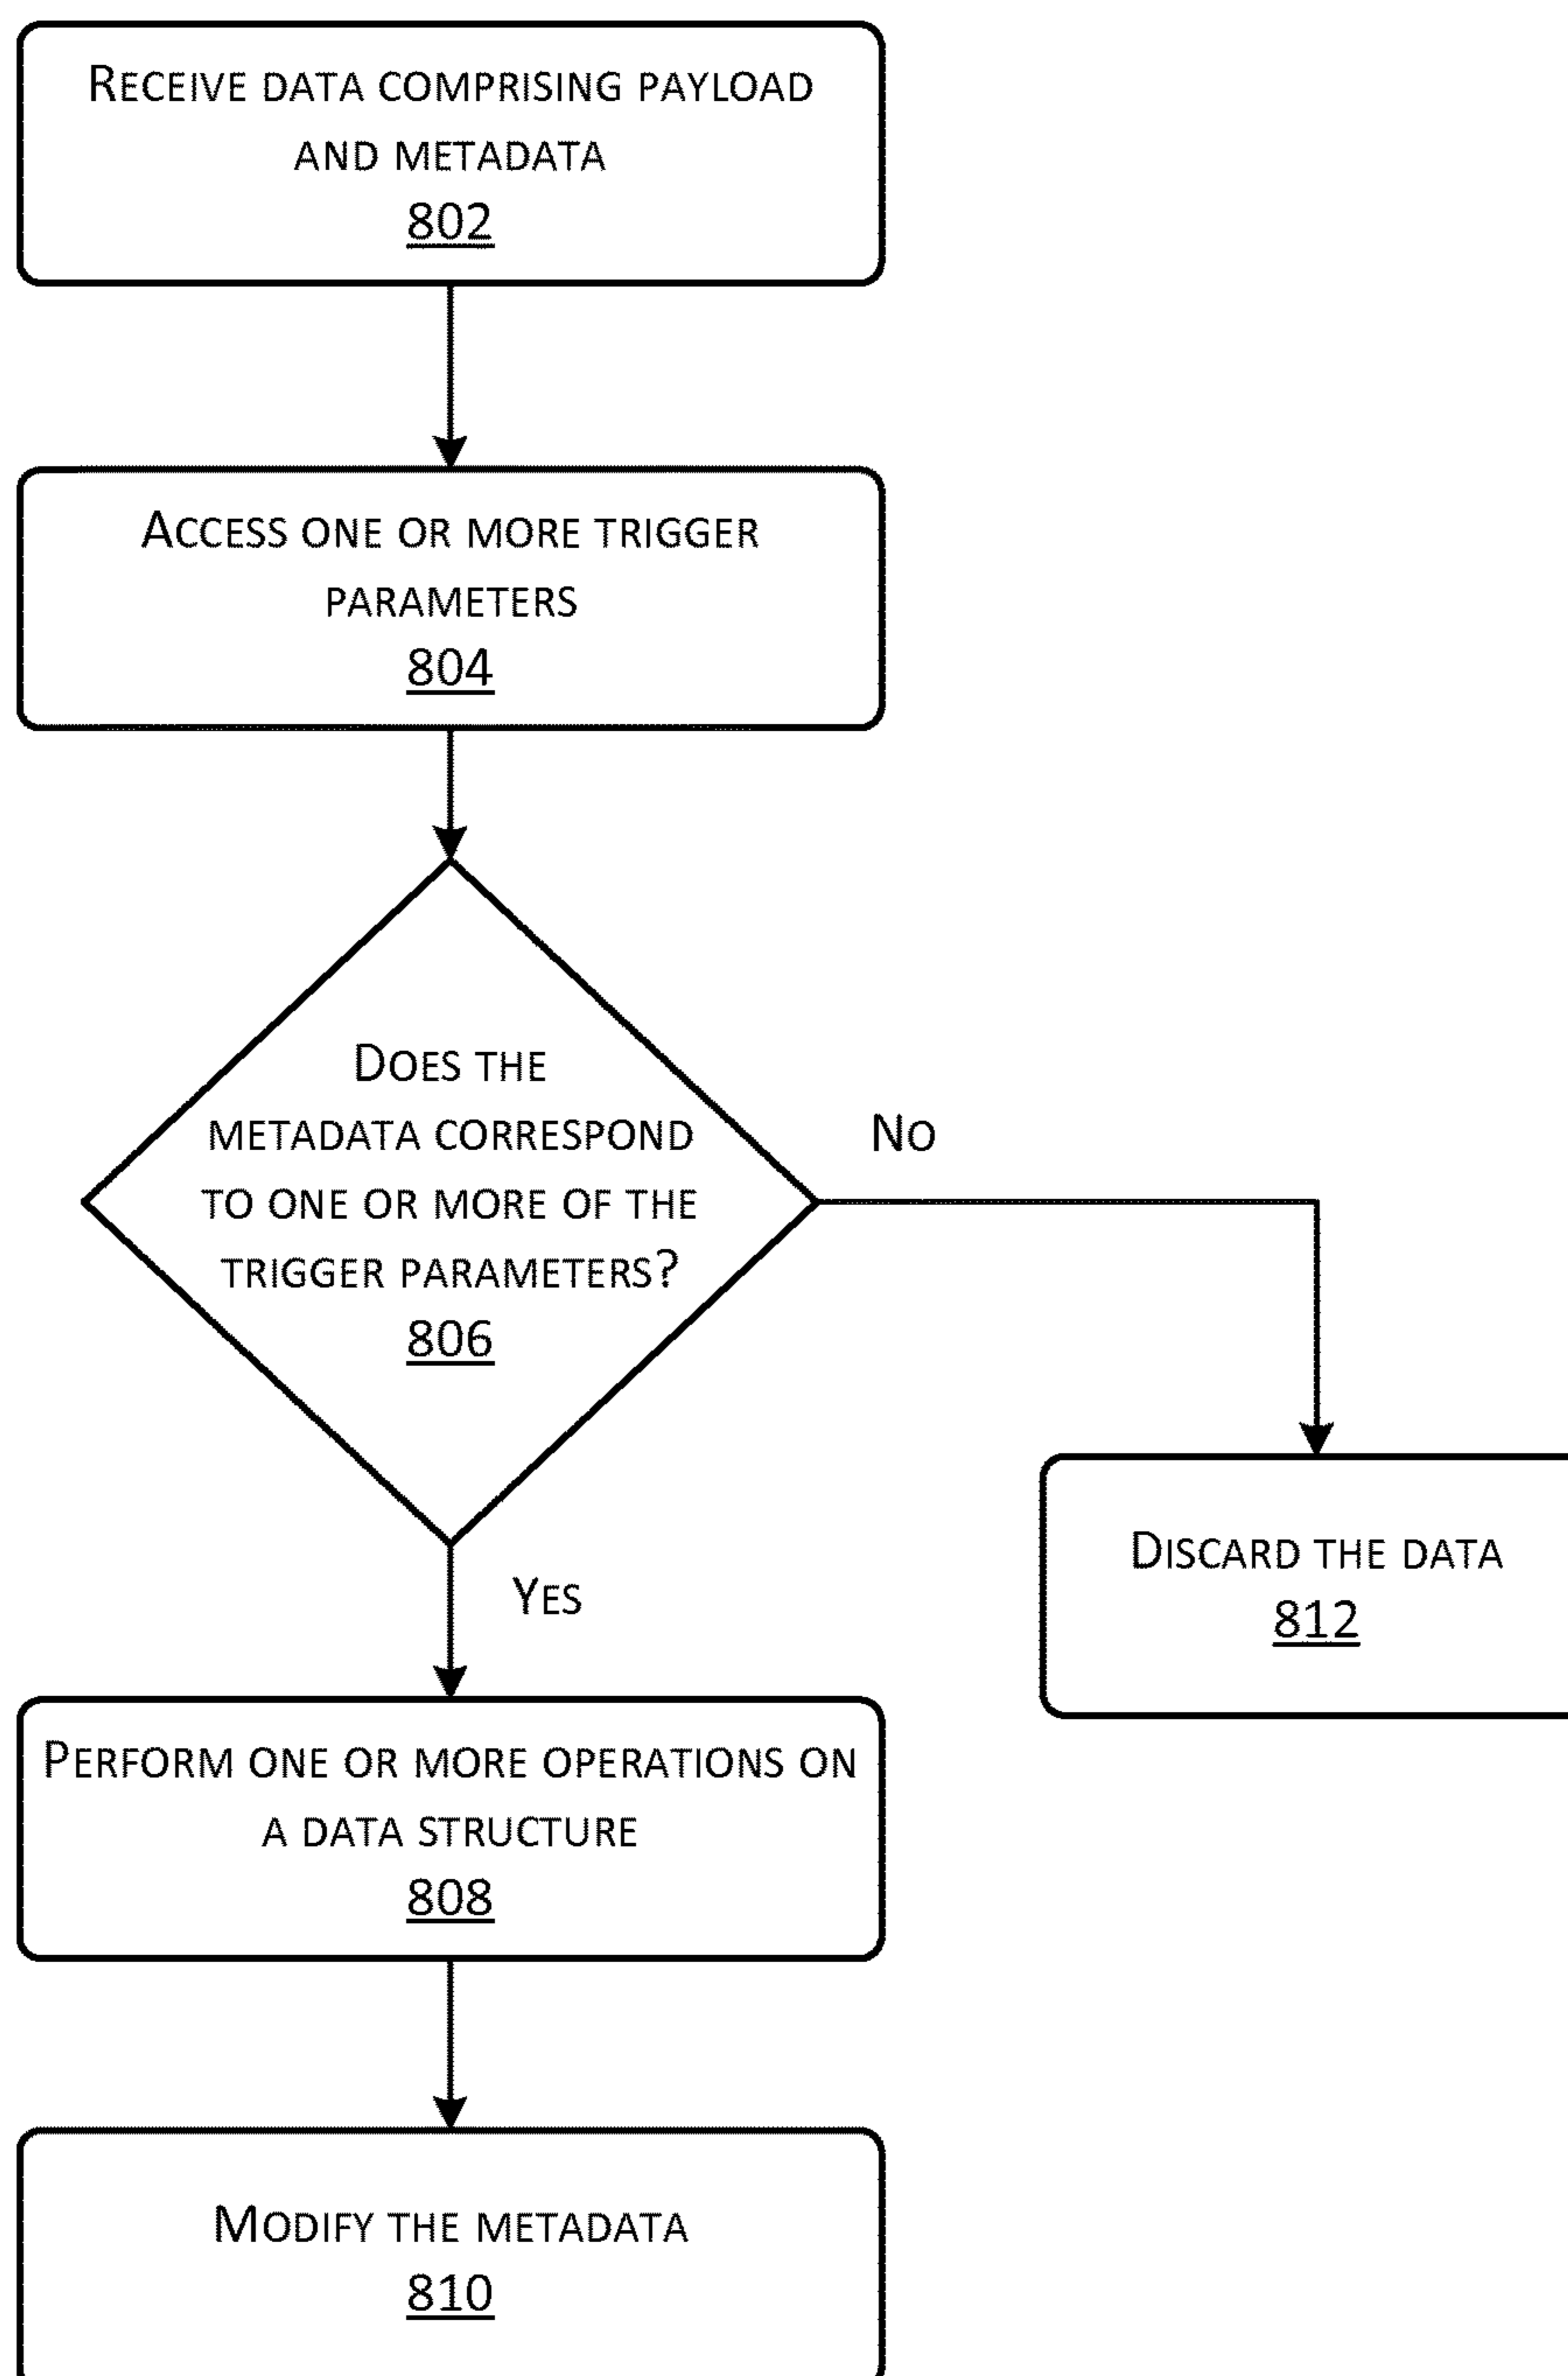 Receive data comprising payload
and metadata
802
Access one or more trigger
parameters
804
Does the
metadata correspond
to one or more of the
trigger parameters?
806
No
Yes
Discard the data
812
Perform one or more operations on
a data structure
808
Modify the metadata
810